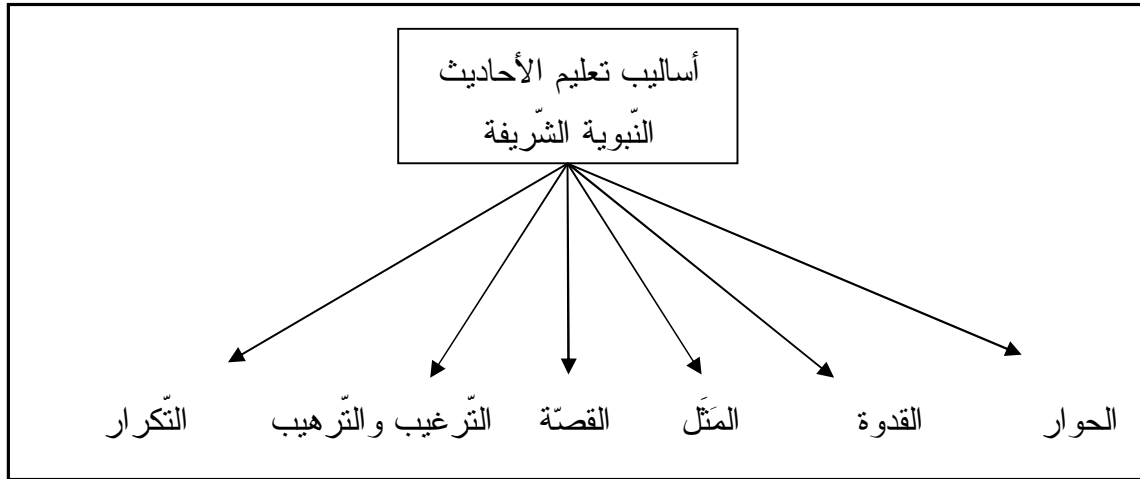 أساليب تعليم الأحاديث
النّبوية الشّريفة
الحوار القدوة المَثَل القصّة التّرغيب والتّرهيب التّكرار